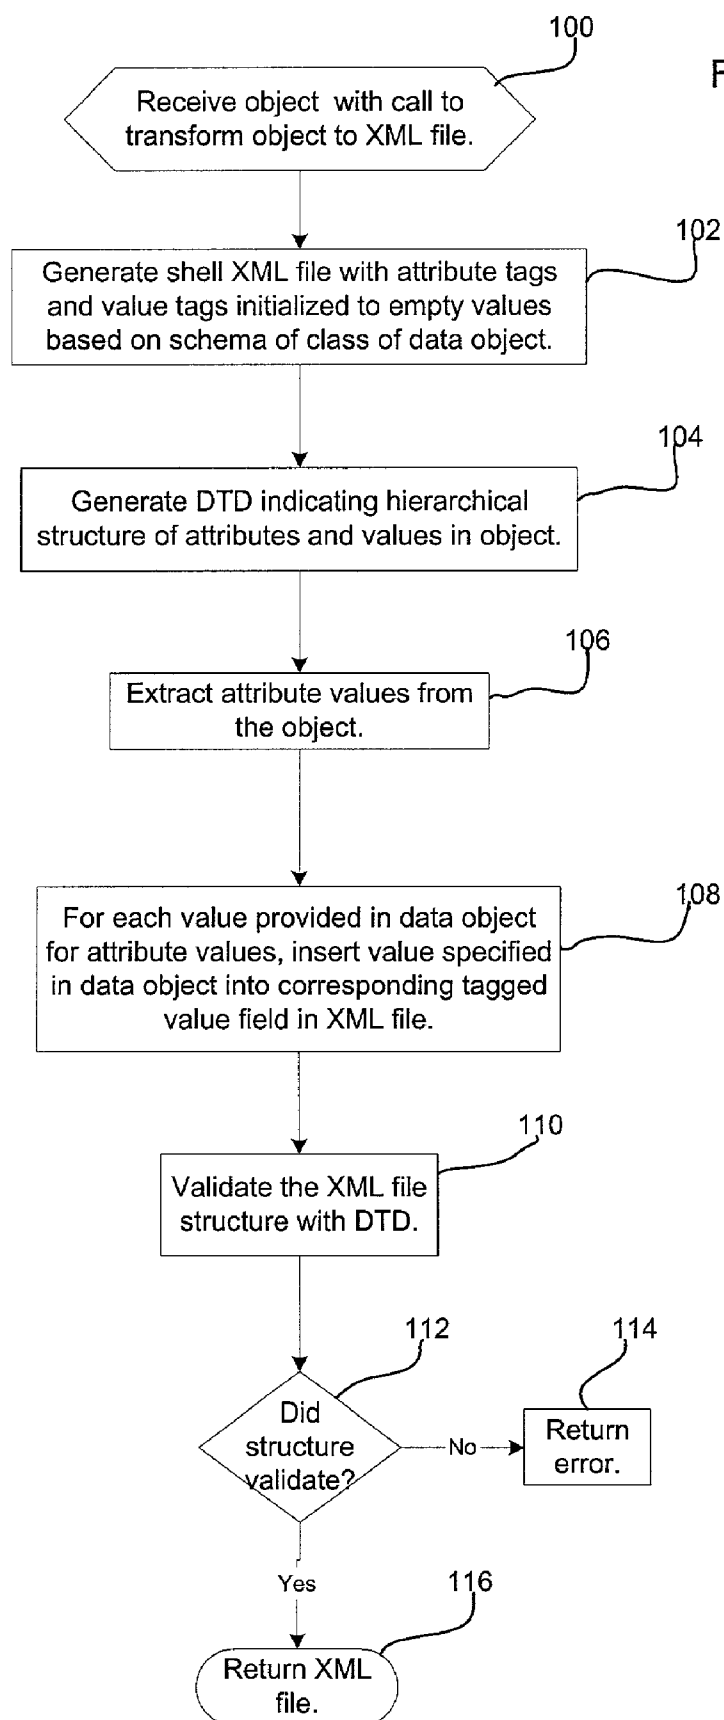 100
F
Receive object with call to
transform object to XML file.
102
Generate shell XML file with attribute tags
and value tags initialized to empty values
based on schema of class of data object.
104
Generate DTD indicating hierarchical
structure of attributes and values in object.
106
Extract attribute values from
the object.
108
For each value provided in data object
for attribute values, insert value specified
in data object into corresponding tagged
value field in XML file.
110
Validate the XML file
structure with DTD.
112
114
Did
structure
validate?
No
Return
error.
Yes
116
Return XML
file.